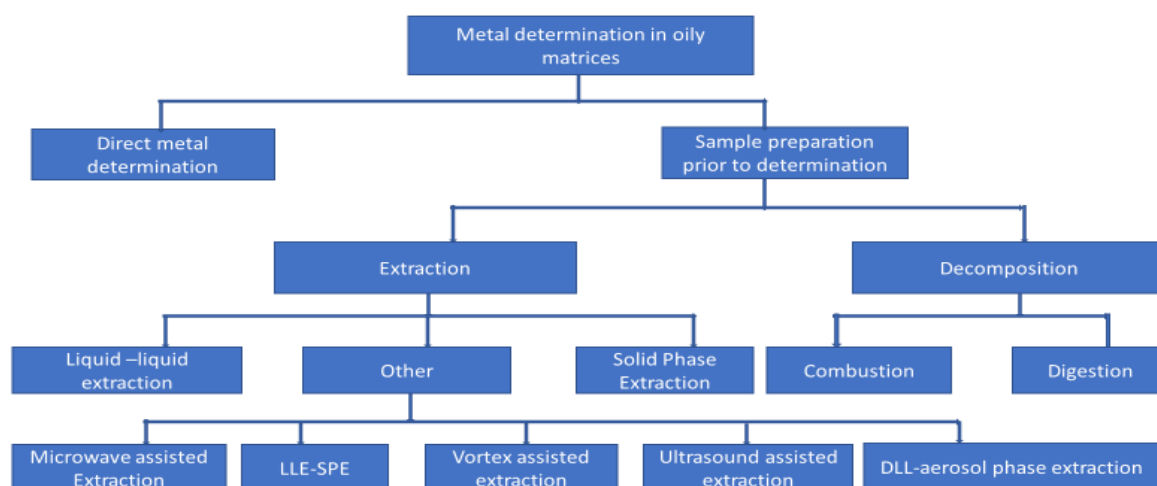 Metal determination in oily
matrices
Direct metal
determination
Sample preparation
prior to determination
Extraction
Decomposition
Liquid –liquid
extraction
Other
Solid Phase
Extraction
Combustion
Digestion
Microwave assisted
Extraction
LLE-SPE
Vortex assisted
extraction
Ultrasound assisted
extraction
DLL-aerosol phase extraction